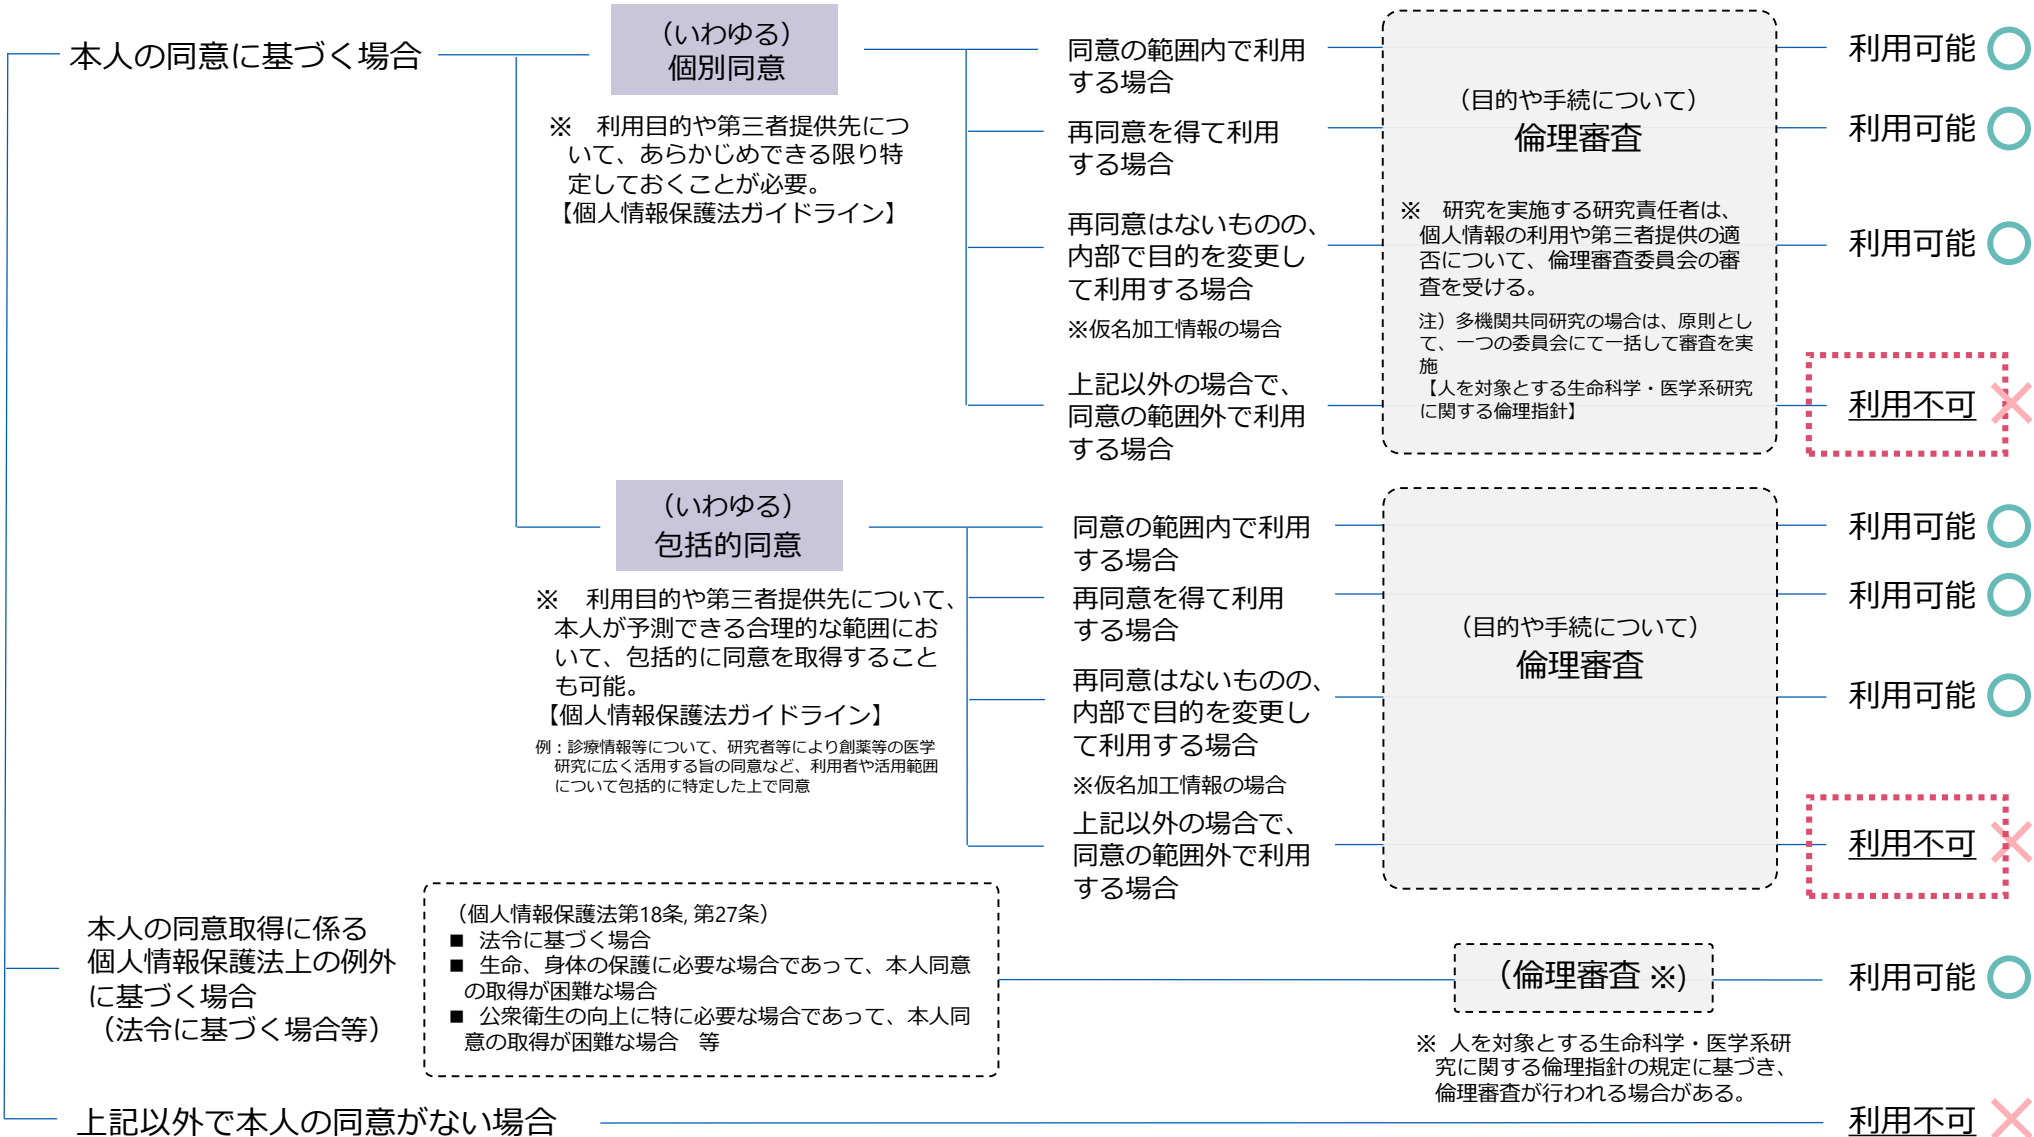 本人の同意に基づく場合
（いわゆる）
個別同意
※　利用目的や第三者提供先につ
いて、あらかじめできる限り特
定しておくことが必要。
【個人情報保護法ガイドライン】
同意の範囲内で利用
する場合
再同意を得て利用
する場合
再同意はないものの、
内部で目的を変更し
て利用する場合
※仮名加工情報の場合
上記以外の場合で、
同意の範囲外で利用
する場合
（目的や手続について）
倫理審査
※　研究を実施する研究責任者は、
個人情報の利用や第三者提供の適
否について、倫理審査委員会の審
査を受ける。
注）多機関共同研究の場合は、原則とし
て、一つの委員会にて一括して審査を実
施
【人を対象とする生命科学・医学系研究
に関する倫理指針】
利用可能
利用可能
利用可能
利用不可
（いわゆる）
包括的同意
※　利用目的や第三者提供先について、
本人が予測できる合理的な範囲にお
いて、包括的に同意を取得すること
も可能。
【個人情報保護法ガイドライン】
例：診療情報等について、研究者等により創薬等の医学
研究に広く活用する旨の同意など、利用者や活用範囲
について包括的に特定した上で同意
同意の範囲内で利用
する場合
再同意を得て利用
する場合
再同意はないものの、
内部で目的を変更し
て利用する場合
※仮名加工情報の場合
上記以外の場合で、
同意の範囲外で利用
する場合
（目的や手続について）
倫理審査
利用可能
利用可能
利用可能
利用不可
本人の同意取得に係る
個人情報保護法上の例外
に基づく場合
（法令に基づく場合等）
（個人情報保護法第18条, 第27条）
■ 法令に基づく場合
■ 生命、身体の保護に必要な場合であって、本人同意
の取得が困難な場合
■ 公衆衛生の向上に特に必要な場合であって、本人同
意の取得が困難な場合　等
（倫理審査 ※)
利用可能
※ 人を対象とする生命科学・医学系研
究に関する倫理指針の規定に基づき、
倫理審査が行われる場合がある。
上記以外で本人の同意がない場合
利用不可